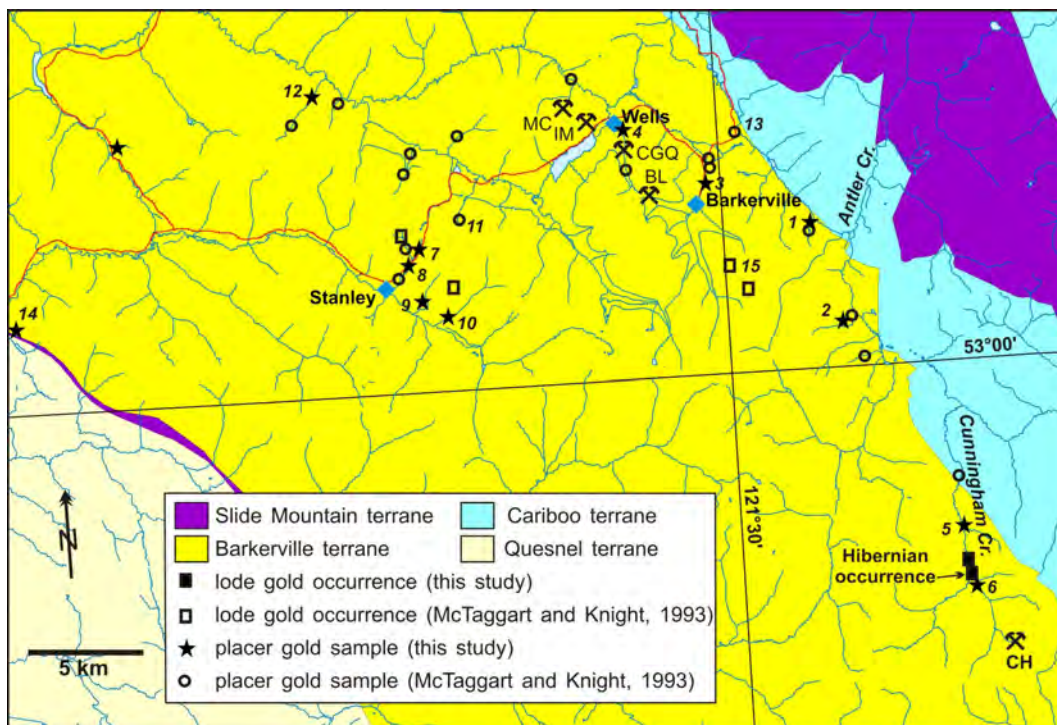 12
MC
IM
Wells
4
CGQ
BL
13
3
Barkerville
1
Antler Cr.
11
7
8
Stanley
9
10
15
2
14
53°00'
121°30'
Cunningham Cr.
5
Hibernian
occurrence
6
CH
N
Slide Mountain terrane
Cariboo terrane
Barkerville terrane
Quesnel terrane
lode gold occurrence (this study)
lode gold occurrence (McTaggart and Knight, 1993)
placer gold sample (this study)
placer gold sample (McTaggart and Knight, 1993)
5 km